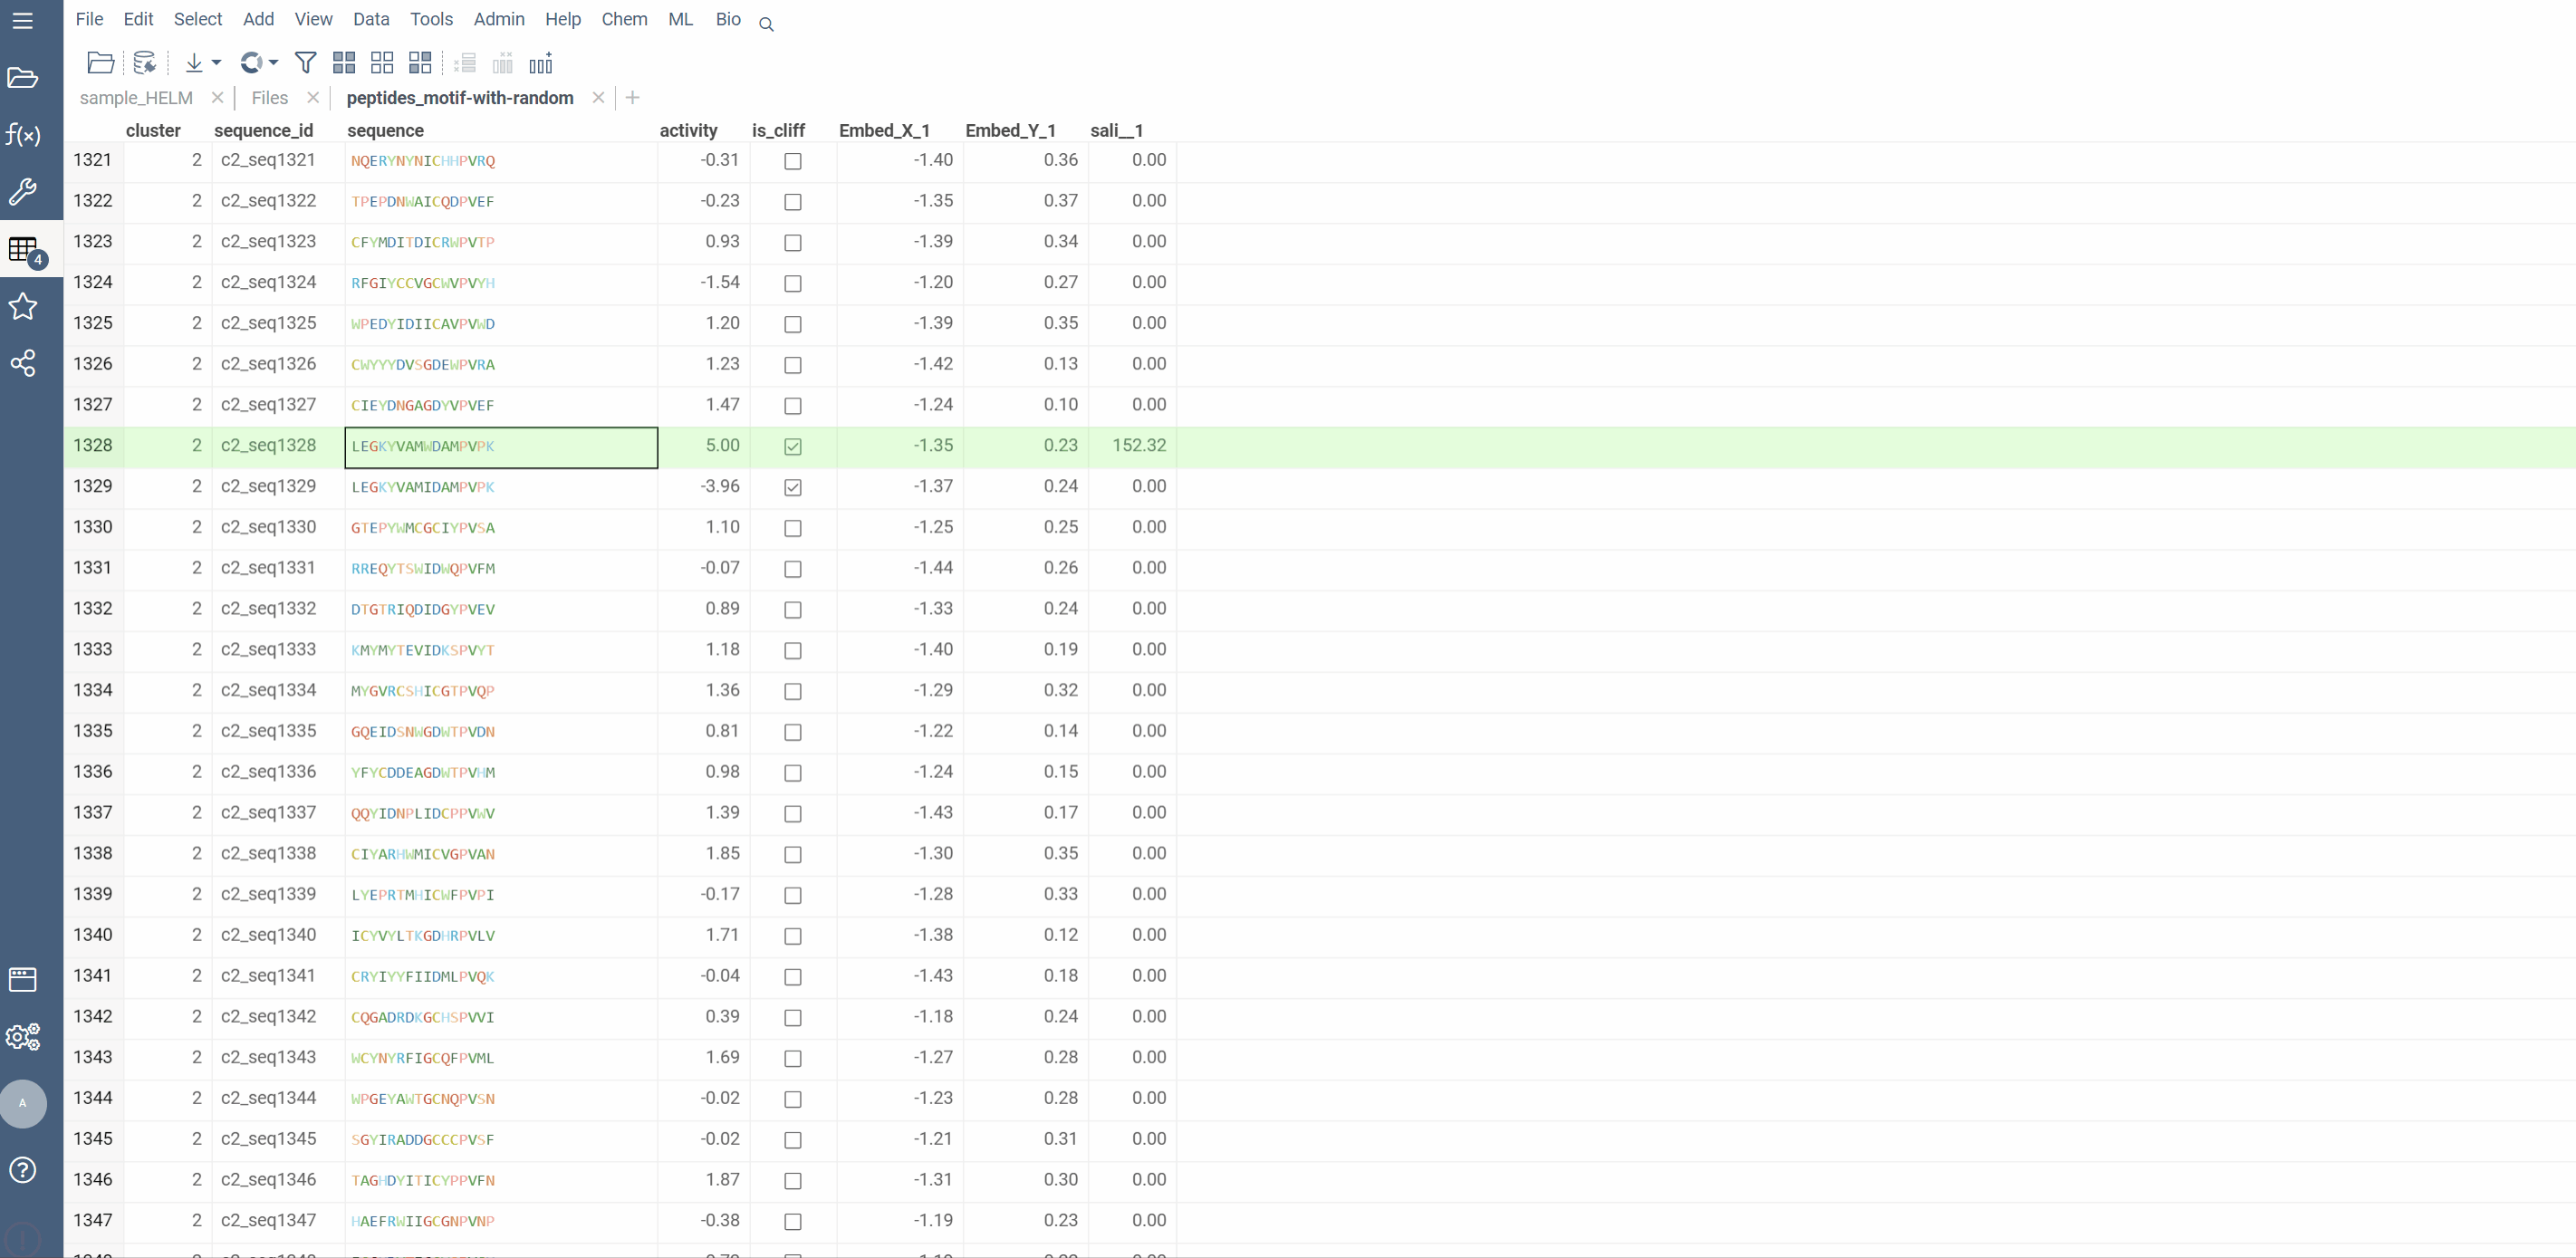 File Edit Select Add View Data Tools Admin Help Chem ML Bio
sample_HELM Files peptides_motif-with-random
cluster sequence_id sequence activity is_cliff Embed_X_1 Embed_Y_1 sali__1
1321 2 c2_seq1321 NQERYNYNICHHPVRQ -0.31 -1.40 0.36 0.00
1322 2 c2_seq1322 TPEPDNWAICQDPVEF -0.23 -1.35 0.37 0.00
1323 2 c2_seq1323 CFYMDITDICRWPVTP 0.93 -1.39 0.34 0.00
1324 2 c2_seq1324 RFGIYCCVGCWVPVYH -1.54 -1.20 0.27 0.00
1325 2 c2_seq1325 WPEDYIDIICAVPVWD 1.20 -1.39 0.35 0.00
1326 2 c2_seq1326 CWYYYDVSGDEWPVRA 1.23 -1.42 0.13 0.00
1327 2 c2_seq1327 CIEYDNGAGDYVPVEF 1.47 -1.24 0.10 0.00
1328 2 c2_seq1328 LEGKYVAMWDAMPVPK 5.00 -1.35 0.23 152.32
4
1329 2 c2_seq1329 LEGKYVAMIDAMPVPK -3.96 -1.37 0.24 0.00
1330 2 c2_seq1330 GTEPYWMCGCIYPVSA 1.10 -1.25 0.25 0.00
1331 2 c2_seq1331 RREQYTSWIDWQPVFM -0.07 -1.44 0.26 0.00
1332 2 c2_seq1332 DTGTRIQDIDGYPVEV 0.89 -1.33 0.24 0.00
1333 2 c2_seq1333 KMYMYTEVIDKSPVYT 1.18 -1.40 0.19 0.00
1334 2 c2_seq1334 MYGVRCSHICGTPVQP 1.36 -1.29 0.32 0.00
1335 2 c2_seq1335 GQEIDSNWGDWTPVDN 0.81 -1.22 0.14 0.00
1336 2 c2_seq1336 YFYCDDEAGDWTPVHM 0.98 -1.24 0.15 0.00
1337 2 c2_seq1337 QQYIDNPLIDCPPVWV 1.39 -1.43 0.17 0.00
1338 2 c2_seq1338 CIYARHWMICVGPVAN 1.85 -1.30 0.35 0.00
1339 2 c2_seq1339 LYEPRTMHICWFPVPI -0.17 -1.28 0.33 0.00
1340 2 c2_seq1340 ICYVYLTKGDHRPVLV 1.71 -1.38 0.12 0.00
1341 2 c2_seq1341 CRYIYYFIIDMLPVQK -0.04 -1.43 0.18 0.00
1342 2 c2_seq1342 CQGADRDKGCHSPVVI 0.39 -1.18 0.24 0.00
1343 2 c2_seq1343 WCYNYRFIGCQFPVML 1.69 -1.27 0.28 0.00
1344 2 c2_seq1344 WPGEYAWTGCNQPVSN -0.02 -1.23 0.28 0.00
A
1345 2 c2_seq1345 SGYIRADDGCCCPVSF -0.02 -1.21 0.31 0.00
1346 2 c2_seq1346 TAGHDYITICYPPVFN 1.87 -1.31 0.30 0.00
1347 2 c2_seq1347 HAEFRWIIGCGNPVNP -0.38 -1.19 0.23 0.00